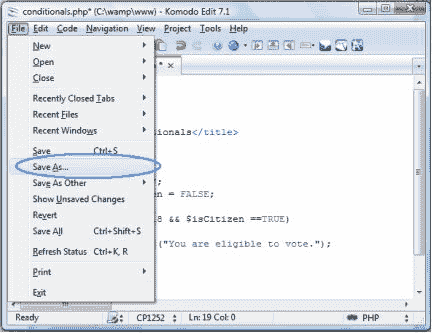 conditionals.php* (C:\wamp\www) - Komodo Edit 7.1
File Edit Code Navigation View Project Tools Help
New
Open
Close
Recently Closed Tabs
Recent Files
Recent Windows
Save Ctrl+S
Save As...
Save As Other
Show Unsaved Changes
Revert
Save All Ctrl+Shift+S
Refresh Status Ctrl+K, R
Print
Exit
* ×
sionals</title>
;
en = FALSE;
8 && $isCitizen ==TRUE)
("You are eligible to vote.");
Ready CP1252 Ln: 19 Col: 0 PHP